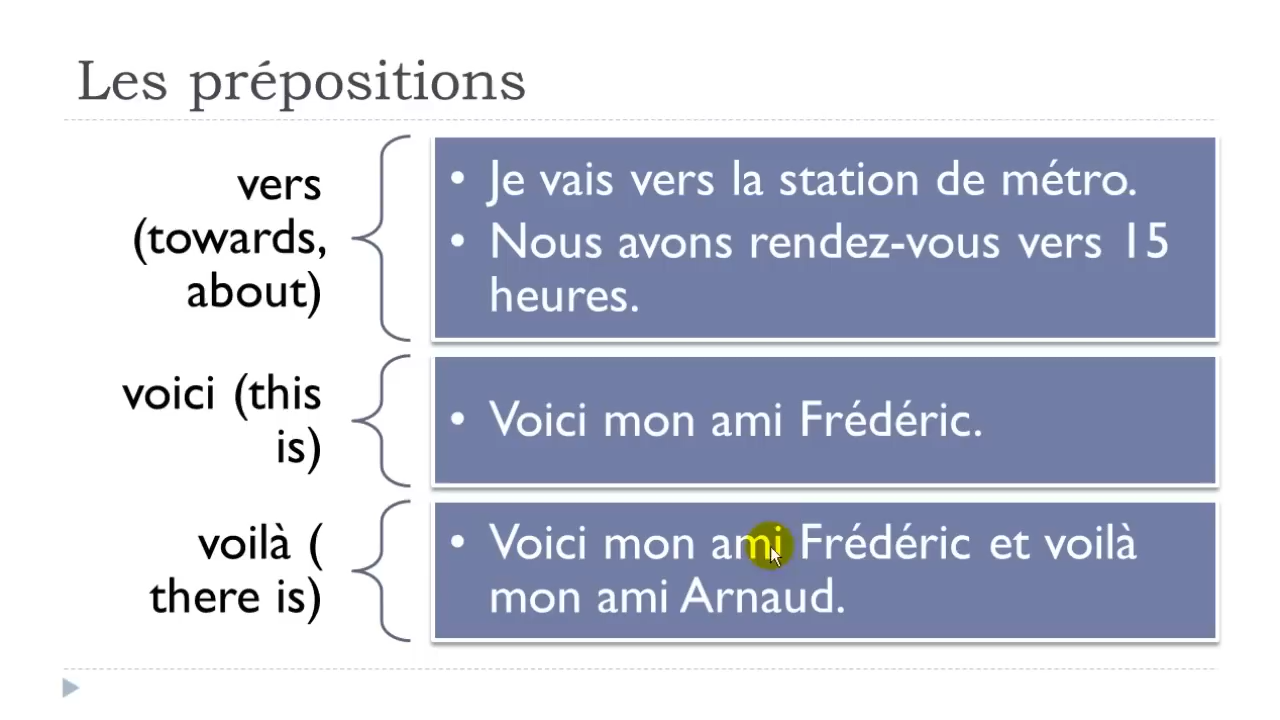 Les prépositions
vers
(towards,
about)
• Je vais vers la station de métro.
• Nous avons rendez-vous vers 15
heures.
voici (this
is)
• Voici mon ami Frédéric.
voilà (
there is)
• Voici mon ami Frédéric et voilà
mon ami Arnaud.